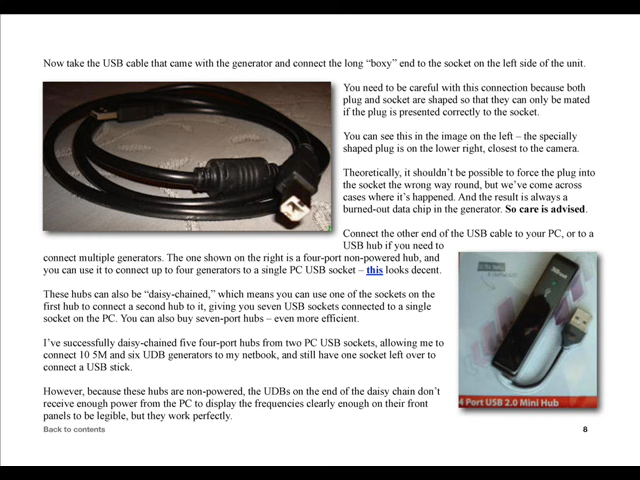 Now take the USB cable that came with the generator and connect the long “boxy” end to the socket on the left side of the unit.
You need to be careful with this connection because both
plug and socket are shaped so that they can only be mated
if the plug is presented correctly to the socket.
You can see this in the image on the left – the specially
shaped plug is on the lower right, closest to the camera.
Theoretically, it shouldn’t be possible to force the plug into
the socket the wrong way round, but we’ve come across
cases where it’s happened. And the result is always a
burned-out data chip in the generator. So care is advised.
Connect the other end of the USB cable to your PC, or to a
USB hub if you need to
connect multiple generators. The one shown on the right is a four-port non-powered hub, and
you can use it to connect up to four generators to a single PC USB socket – this looks decent.
These hubs can also be “daisy-chained,” which means you can use one of the sockets on the
first hub to connect a second hub to it, giving you seven USB sockets connected to a single
socket on the PC. You can also buy seven-port hubs – even more efficient.
I’ve successfully daisy-chained five four-port hubs from two PC USB sockets, allowing me to
connect 10 5M and six UDB generators to my netbook, and still have one socket left over to
connect a USB stick.
However, because these hubs are non-powered, the UDBs on the end of the daisy chain don’t
receive enough power from the PC to display the frequencies clearly enough on their front
panels to be legible, but they work perfectly.
Trust
4 Port USB 2.0 Mini Hub
Back to contents
8